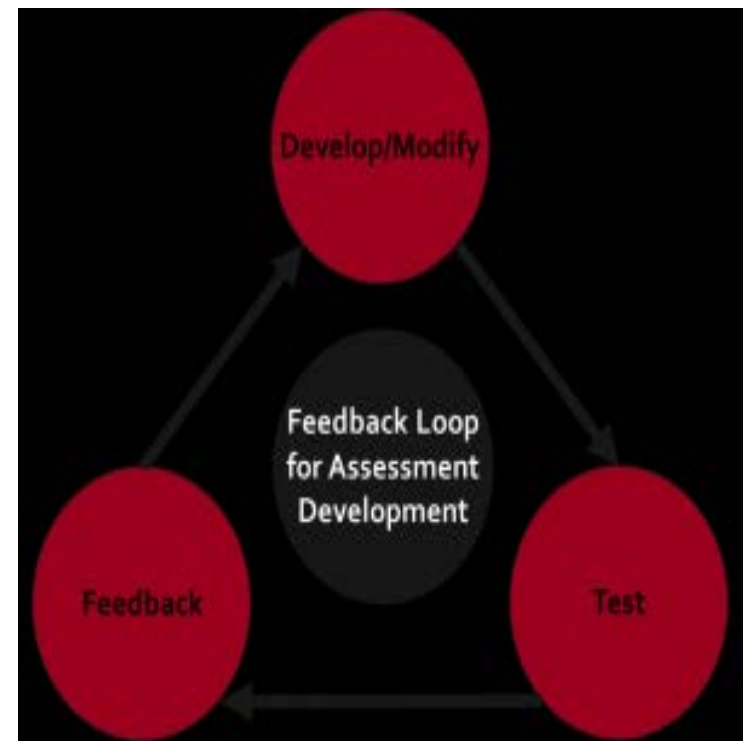 Develop/Modify
Feedback Loop
for Assessment
Development
Feedback
Test